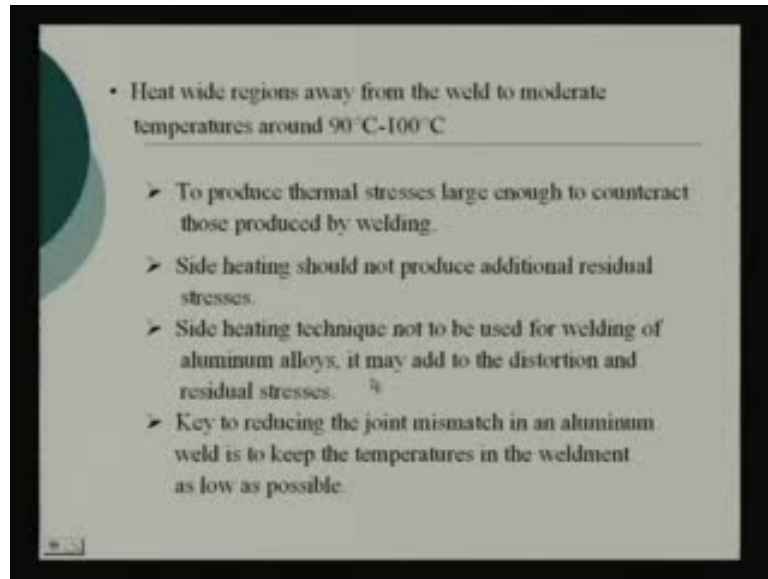 • Heat wide regions away from the weld to moderate
temperatures around 90°C-100°C
➢ To produce thermal stresses large enough to counteract
those produced by welding.
➢ Side heating should not produce additional residual
stresses.
➢ Side heating technique not to be used for welding of
aluminum alloys, it may add to the distortion and
residual stresses.
➢ Key to reducing the joint mismatch in an aluminum
weld is to keep the temperatures in the weldment
as low as possible.